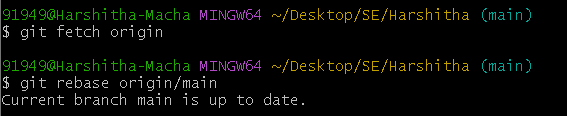 91949@Harshitha-Macha MINGW64 ~/Desktop/SE/Harshitha (main)
$ git fetch origin
91949@Harshitha-Macha MINGW64 ~/Desktop/SE/Harshitha (main)
$ git rebase origin/main
Current branch main is up to date.